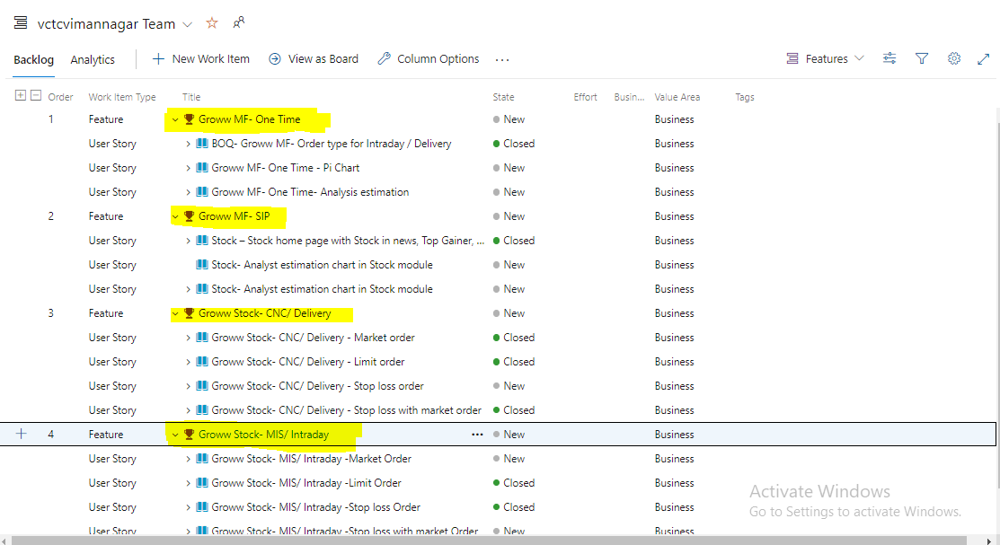 vctcvimannagar Team
Backlog Analytics New Work Item View as Board Column Options ... Features
Order Work Item Type Title State Effort Busin... Value Area Tags
1 Feature Groww MF- One Time New Business
User Story BOQ- Groww MF- Order type for Intraday / Delivery Closed Business
User Story Groww MF- One Time - Pi Chart New Business
User Story Groww MF- One Time- Analysis estimation New Business
2 Feature Groww MF- SIP New Business
User Story Stock – Stock home page with Stock in news, Top Gainer, ... Closed Business
User Story Stock- Analyst estimation chart in Stock module New Business
User Story Stock- Analyst estimation chart in Stock module New Business
3 Feature Groww Stock- CNC/ Delivery New Business
User Story Groww Stock- CNC/ Delivery - Market order Closed Business
User Story Groww Stock- CNC/ Delivery - Limit order Closed Business
User Story Groww Stock- CNC/ Delivery - Stop loss order New Business
User Story Groww Stock- CNC/ Delivery - Stop loss with market order Closed Business
4 Feature Groww Stock- MIS/ Intraday ... New Business
User Story Groww Stock- MIS/ Intraday -Market Order New Business
User Story Groww Stock- MIS/ Intraday -Limit Order Closed Business
User Story Groww Stock- MIS/ Intraday -Stop loss Order Closed Business
User Story Groww Stock- MIS/ Intraday -Stop loss with market Order New Business
Activate Windows
Go to Settings to activate Windows.